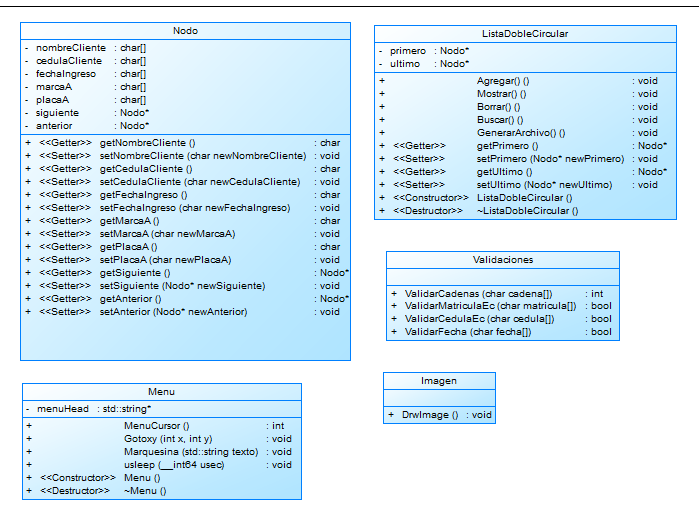 Nodo
- nombreCliente : char[]
- cedulaCliente : char[]
- fechaIngreso : char[]
- marcaA : char[]
- placaA : char[]
- siguiente : Nodo*
- anterior : Nodo*
+ <<Getter>> getNombreCliente () : char
+ <<Setter>> setNombreCliente (char newNombreCliente) : void
+ <<Getter>> getCedulaCliente () : char
+ <<Setter>> setCedulaCliente (char newCedulaCliente) : void
+ <<Getter>> getFechaIngreso () : char
+ <<Setter>> setFechaIngreso (char newFechaIngreso) : void
+ <<Getter>> getMarcaA () : char
+ <<Setter>> setMarcaA (char newMarcaA) : void
+ <<Getter>> getPlacaA () : char
+ <<Setter>> setPlacaA (char newPlacaA) : void
+ <<Getter>> getSiguiente () : Nodo*
+ <<Setter>> setSiguiente (Nodo* newSiguiente) : void
+ <<Getter>> getAnterior () : Nodo*
+ <<Setter>> setAnterior (Nodo* newAnterior) : void
ListaDobleCircular
- primero : Nodo*
- ultimo : Nodo*
+ Agregar() () : void
+ Mostrar() () : void
+ Borrar() () : void
+ Buscar() () : void
+ GenerarArchivo() () : void
+ <<Getter>> getPrimero () : Nodo*
+ <<Setter>> setPrimero (Nodo* newPrimero) : void
+ <<Getter>> getUltimo () : Nodo*
+ <<Setter>> setUltimo (Nodo* newUltimo) : void
+ <<Constructor>> ListaDobleCircular ()
+ <<Destructor>> ~ListaDobleCircular ()
Validaciones
+ ValidarCadenas (char cadena[]) : int
+ ValidarMatriculaEc (char matricula[]) : bool
+ ValidarCedulaEc (char cedula[]) : bool
+ ValidarFecha (char fecha[]) : bool
Menu
- menuHead : std::string*
+ MenuCursor () : int
+ Gotoxy (int x, int y) : void
+ Marquesina (std::string texto) : void
+ usleep (__int64 usec) : void
+ <<Constructor>> Menu ()
+ <<Destructor>> ~Menu ()
Imagen
+ DrwImage () : void